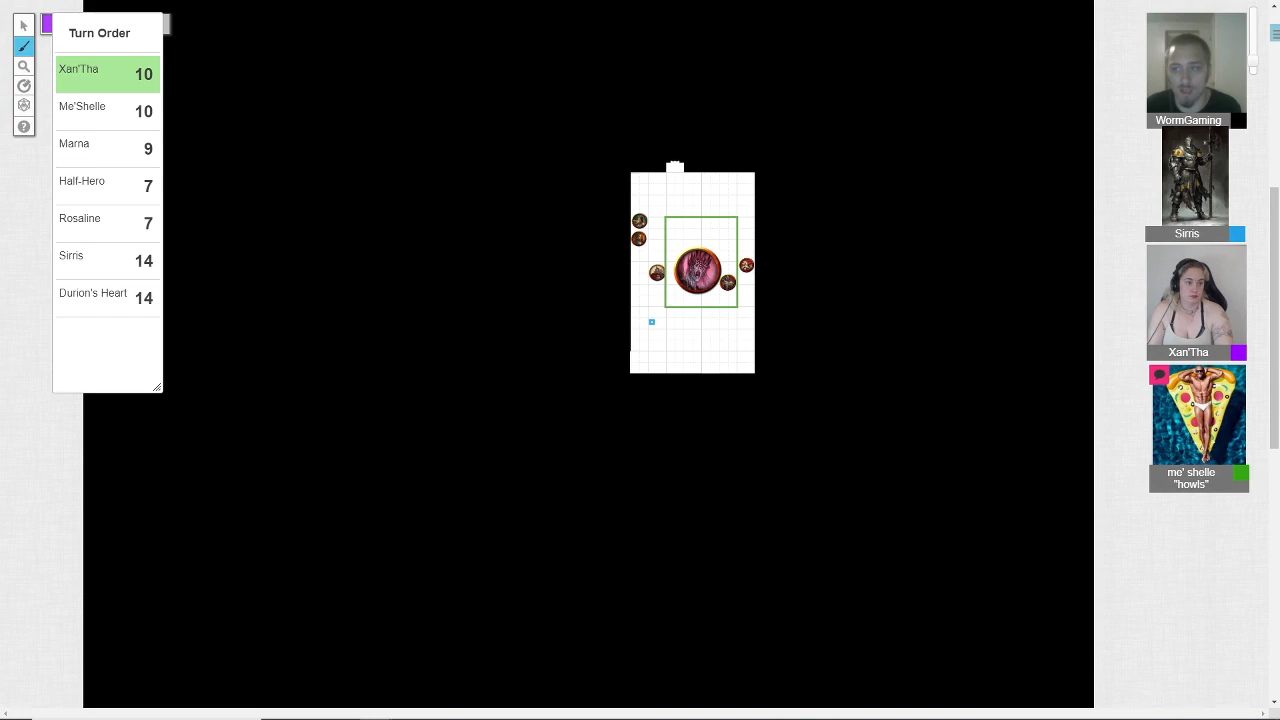 Turn Order
Xan'Tha 10
Me'Shelle 10
Marna 9
Half-Hero 7
Rosaline 7
Sirris 14
Durion's Heart 14
WormGaming
Sirris
Xan'Tha
me' shelle
"howls"